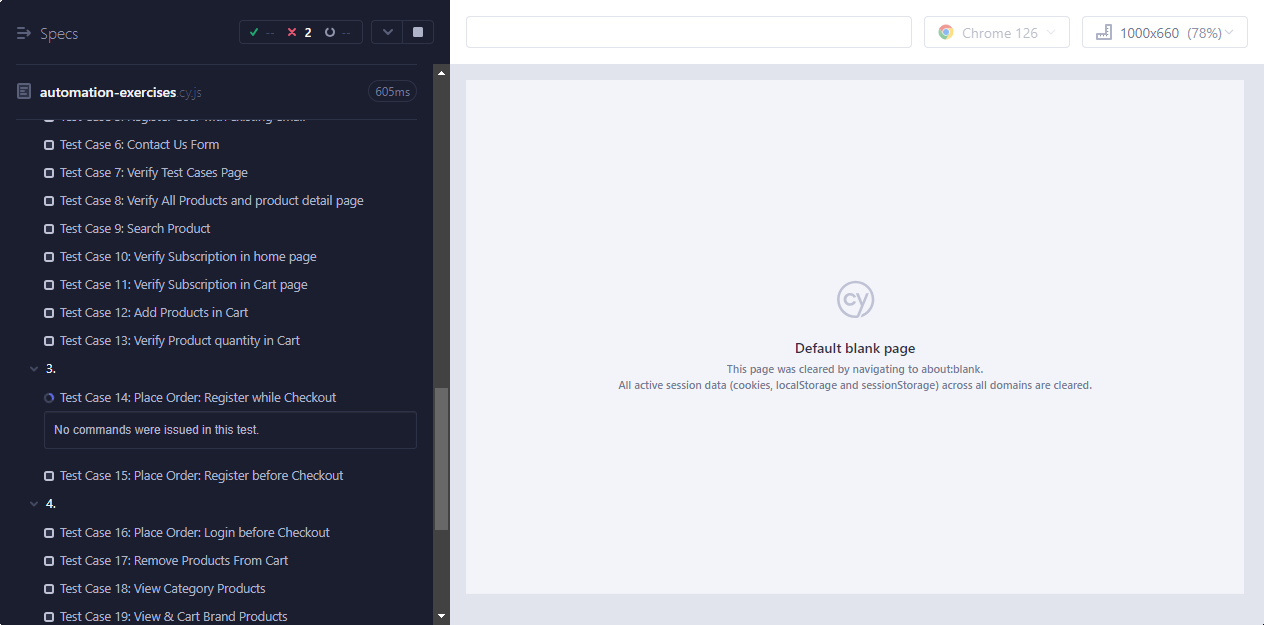 Specs
-- 2 --
automation-exercises.cy.js 605ms
Test Case 6: Contact Us Form
Test Case 7: Verify Test Cases Page
Test Case 8: Verify All Products and product detail page
Test Case 9: Search Product
Test Case 10: Verify Subscription in home page
Test Case 11: Verify Subscription in Cart page
Test Case 12: Add Products in Cart
Test Case 13: Verify Product quantity in Cart
3.
Test Case 14: Place Order: Register while Checkout
No commands were issued in this test.
Test Case 15: Place Order: Register before Checkout
4.
Test Case 16: Place Order: Login before Checkout
Test Case 17: Remove Products From Cart
Test Case 18: View Category Products
Test Case 19: View & Cart Brand Products
Chrome 126
1000x660 (78%)
cy
Default blank page
This page was cleared by navigating to about:blank.
All active session data (cookies, localStorage and sessionStorage) across all domains are cleared.